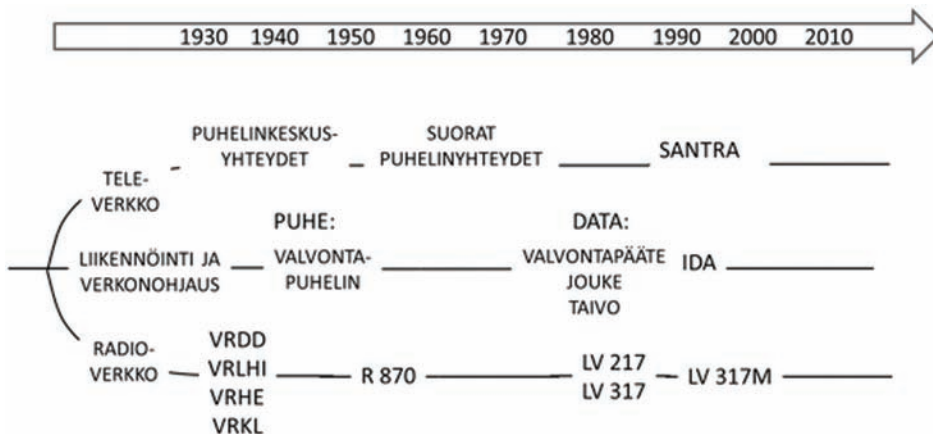 1930 1940 1950 1960 1970 1980 1990 2000 2010
PUHELINKESKUS-
YHTEYDET
SUORAT
PUHELINYHTEYDET
SANTRA
TELE-
VERKKO
PUHE:
VALVONTA-
PUHELIN
DATA:
VALVONTAPÄÄTE
JOUKE
TAIVO
IDA
LIIKENNÖINTI JA
VERKONOHJAUS
RADIO-
VERKKO
VRDD
VRLHI
VRHE
VRKL
R 870
LV 217
LV 317
LV 317M